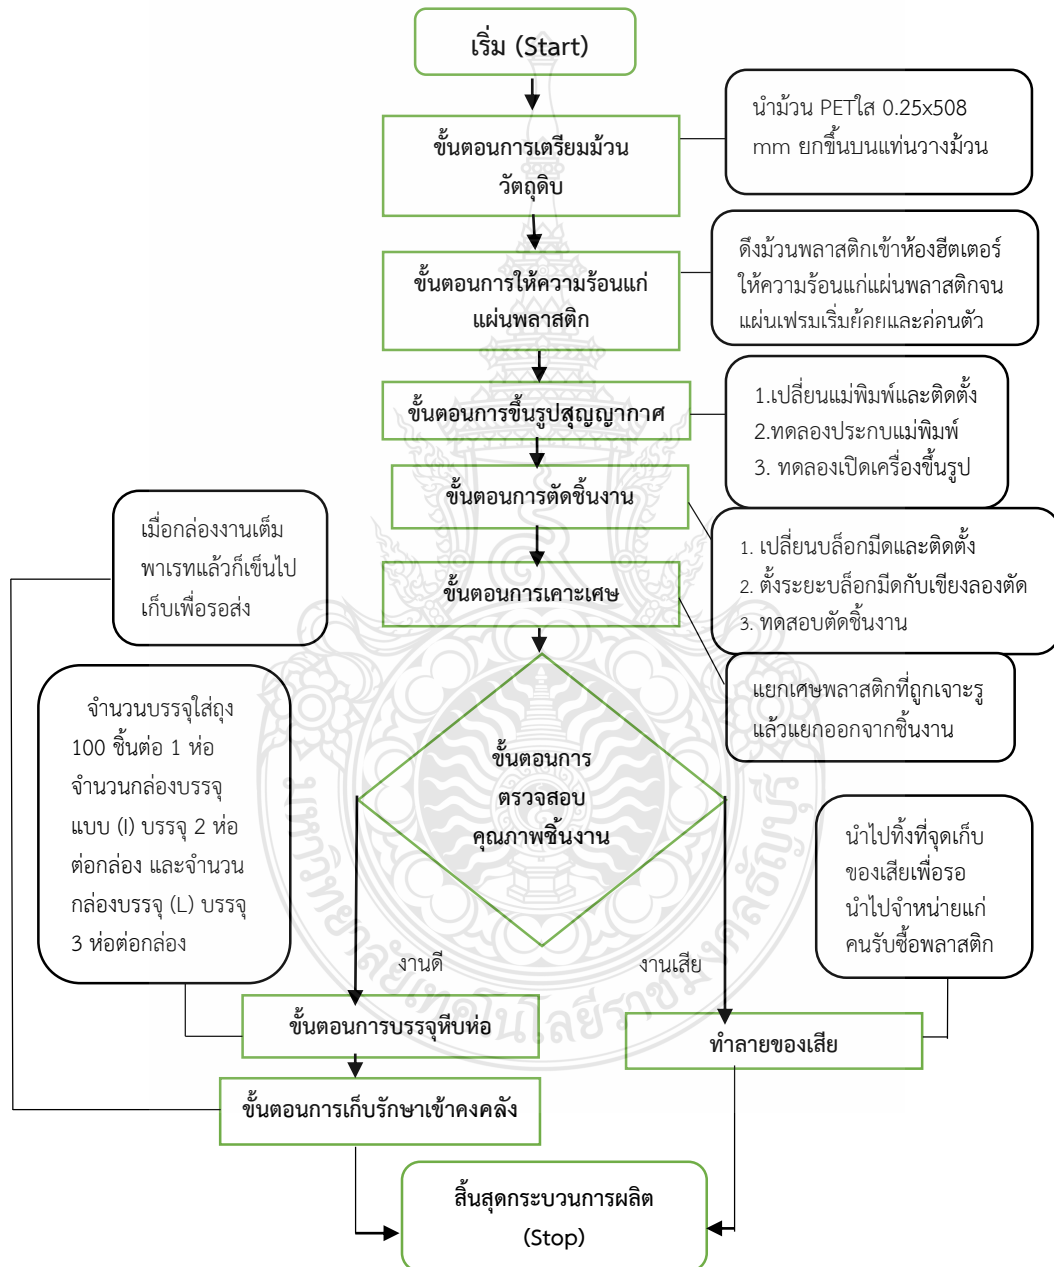 เริ่ม (Start)
นำม้วน PETใส 0.25x508
mm ยกขึ้นบนแท่นวางม้วน
ขั้นตอนการเตรียมม้วน
วัตถุดิบ
ดึงม้วนพลาสติกเข้าห้องฮีตเตอร์
ให้ความร้อนแก่แผ่นพลาสติกจน
แผ่นเฟรมเริ่มย้อยและอ่อนตัว
ขั้นตอนการให้ความร้อนแก่
แผ่นพลาสติก
ขั้นตอนการขึ้นรูปสุญญากาศ
1.เปลี่ยนแม่พิมพ์และติดตั้ง
2.ทดลองประกบแม่พิมพ์
3. ทดลองเปิดเครื่องขึ้นรูป
ขั้นตอนการตัดชิ้นงาน
1. เปลี่ยนบล็อกมีดและติดตั้ง
2. ตั้งระยะบล็อกมีดกับเขียงลองตัด
3. ทดสอบตัดชิ้นงาน
เมื่อกล่องงานเต็ม
พาเรทแล้วก็เข็นไป
เก็บเพื่อรอส่ง
ขั้นตอนการเคาะเศษ
แยกเศษพลาสติกที่ถูกเจาะรู
แล้วแยกออกจากชิ้นงาน
จำนวนบรรจุใส่ถุง
100 ชิ้นต่อ 1 ห่อ
จำนวนกล่องบรรจุ
แบบ (I) บรรจุ 2 ห่อ
ต่อกล่อง และจำนวน
กล่องบรรจุ (L) บรรจุ
3 ห่อต่อกล่อง
ขั้นตอนการ
ตรวจสอบ
คุณภาพชิ้นงาน
นำไปทิ้งที่จุดเก็บ
ของเสียเพื่อรอ
นำไปจำหน่ายแก่
คนรับซื้อพลาสติก
งานดี
งานเสีย
ขั้นตอนการบรรจุหีบห่อ
ทำลายของเสีย
ขั้นตอนการเก็บรักษาเข้าคงคลัง
สิ้นสุดกระบวนการผลิต
(Stop)
มหาวิทยาลัยเทคโนโลยีราชมงคลธัญบุรี